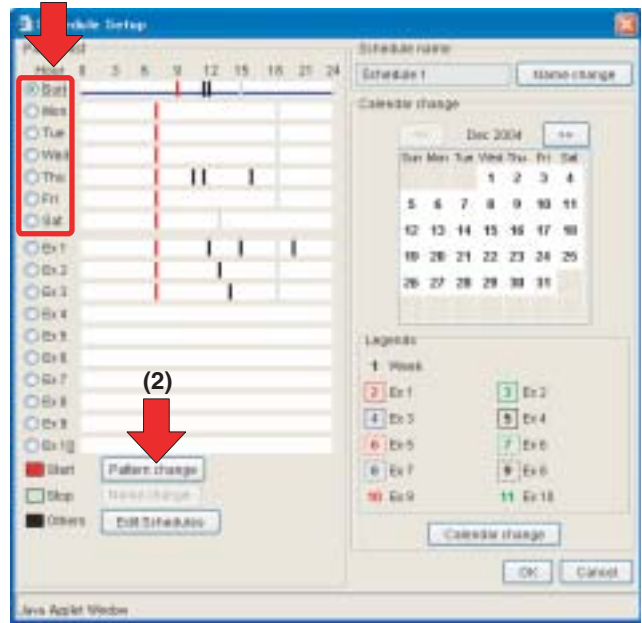 Schedule Setup
Hour 0 3 6 9 12 15 18 21 24
Sun
Mon
Tue
Wed
Thu
Fri
Sat
Ex 1
Ex 2
Ex 3
Ex 4
Ex 5
Ex 6
Ex 7
Ex 8
Ex 9
Ex 10
(2)
Start Pattern change
Stop Name change
Others Edit Schedules
Schedule name
Schedule 1 Name change
Calendar change
<< Dec 2004 >>
Sun Mon Tue Wed Thu Fri Sat
1 2 3 4
5 6 7 8 9 10 11
12 13 14 15 16 17 18
19 20 21 22 23 24 25
26 27 28 29 30 31
Legends
1 Week
2 Ex 1 3 Ex 2
4 Ex 3 5 Ex 4
6 Ex 5 7 Ex 6
8 Ex 7 9 Ex 8
10 Ex 9 11 Ex 10
Calendar change
OK Cancel
Java Applet Window